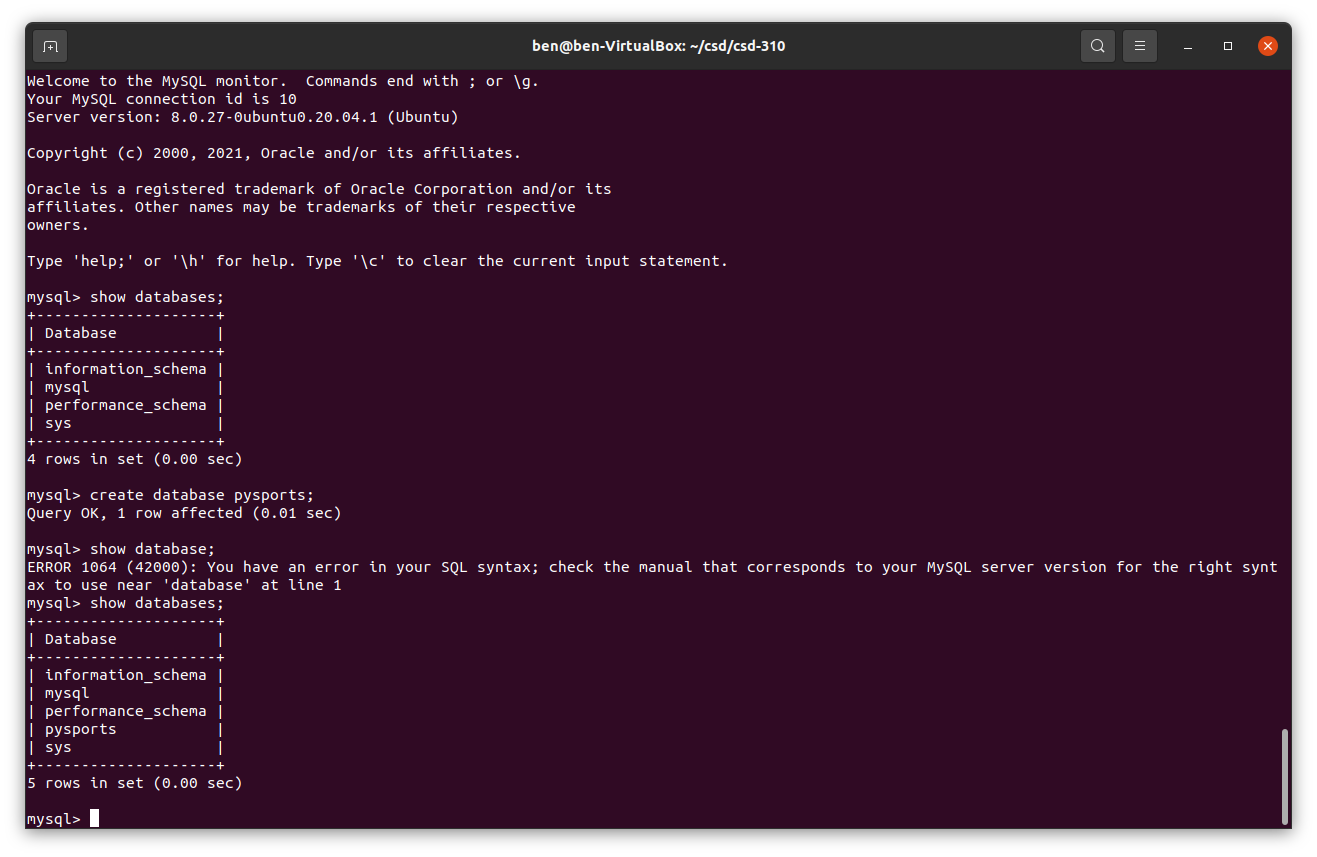 ben@ben-VirtualBox: ~/csd/csd-310
Welcome to the MySQL monitor.  Commands end with ; or \g.
Your MySQL connection id is 10
Server version: 8.0.27-0ubuntu0.20.04.1 (Ubuntu)

Copyright (c) 2000, 2021, Oracle and/or its affiliates.

Oracle is a registered trademark of Oracle Corporation and/or its
affiliates. Other names may be trademarks of their respective
owners.

Type 'help;' or '\h' for help. Type '\c' to clear the current input statement.

mysql> show databases;
+--------------------+
| Database           |
+--------------------+
| information_schema |
| mysql              |
| performance_schema |
| sys                |
+--------------------+
4 rows in set (0.00 sec)

mysql> create database pysports;
Query OK, 1 row affected (0.01 sec)

mysql> show database;
ERROR 1064 (42000): You have an error in your SQL syntax; check the manual that corresponds to your MySQL server version for the right synt
ax to use near 'database' at line 1
mysql> show databases;
+--------------------+
| Database           |
+--------------------+
| information_schema |
| mysql              |
| performance_schema |
| pysports           |
| sys                |
+--------------------+
5 rows in set (0.00 sec)

mysql>